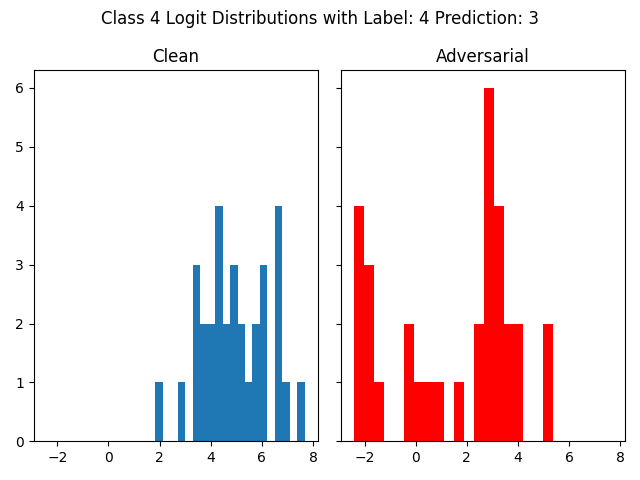 Class 4 Logit Distributions with Label: 4 Prediction: 3
Clean
Adversarial
6
5
4
3
2
1
0
−2 0 2 4 6 8
−2 0 2 4 6 8